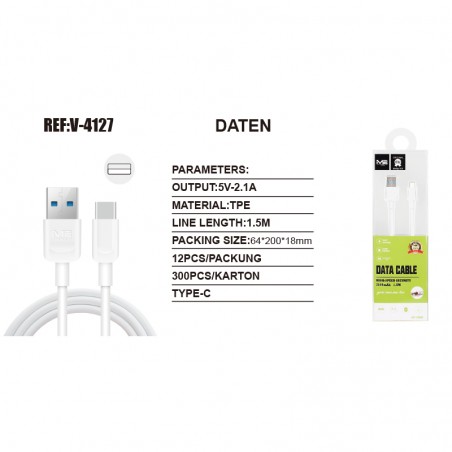 REF:V-4127
DATEN
PARAMETERS:
OUTPUT:5V-2.1A
MATERIAL:TPE
LINE LENGTH:1.5M
PACKING SIZE:64*200*18mm
12PCS/PACKUNG
300PCS/KARTON
TYPE-C
DATA CABLE